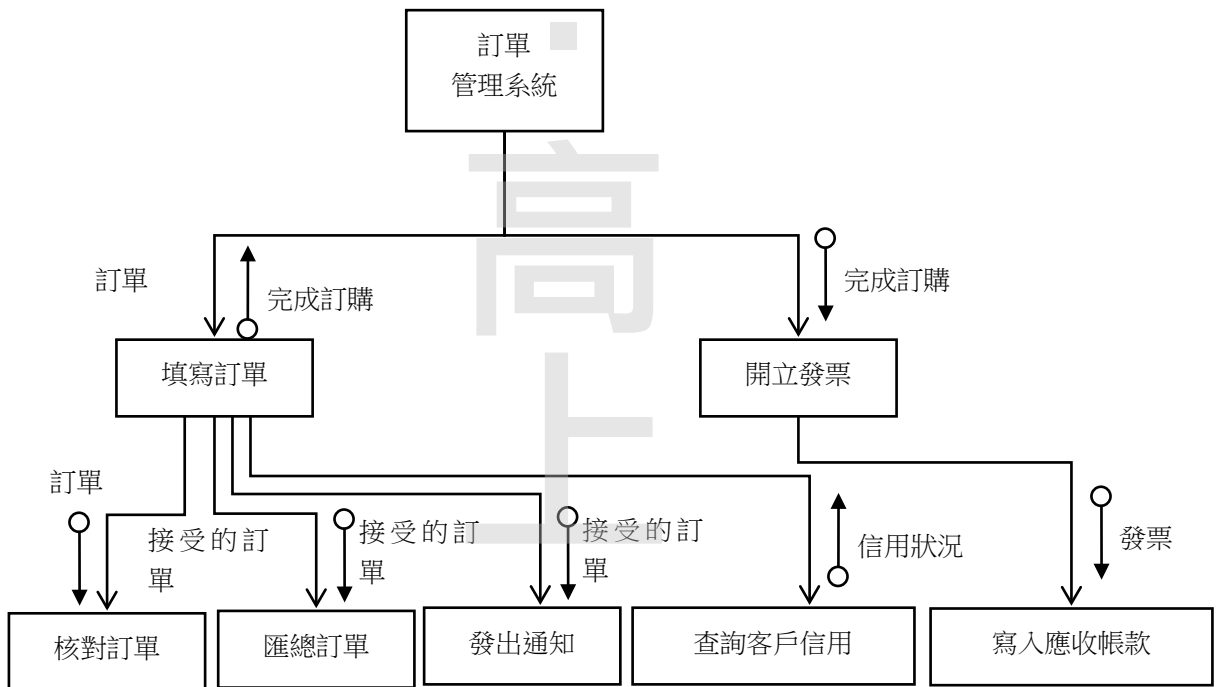 訂單
管理系統
訂單
完成訂購
完成訂購
填寫訂單
開立發票
訂單
接受的訂
單
接受的訂
單
接受的訂
單
信用狀況
發票
核對訂單
匯總訂單
發出通知
查詢客戶信用
寫入應收帳款
高
上